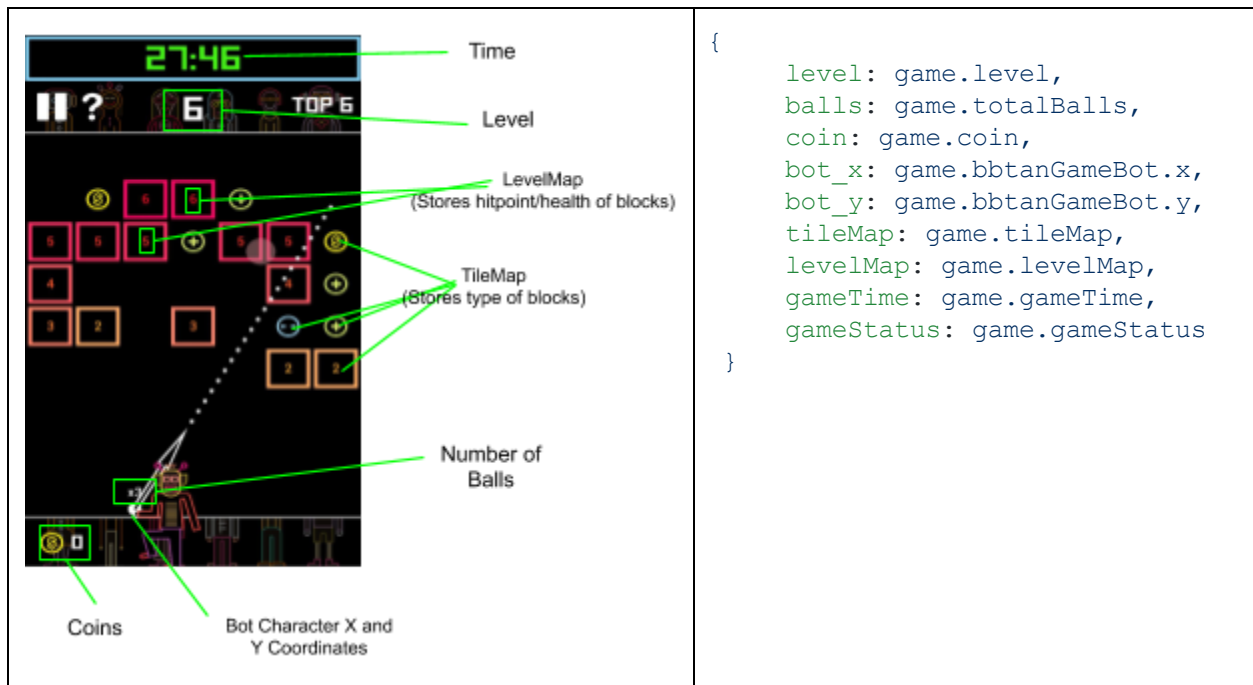 27:46
Time
6
TOP 6
?
Level
LevelMap
(Stores hitpoint/health of blocks)
6 6
5 5 5 5 5
4 4
TileMap
(Stores type of blocks)
3 2 3
2 2
Number of
Balls
x3
0
Coins
Bot Character X and
Y Coordinates
{
level: game.level,
balls: game.totalBalls,
coin: game.coin,
bot_x: game.bbtanGameBot.x,
bot_y: game.bbtanGameBot.y,
tileMap: game.tileMap,
levelMap: game.levelMap,
gameTime: game.gameTime,
gameStatus: game.gameStatus
}